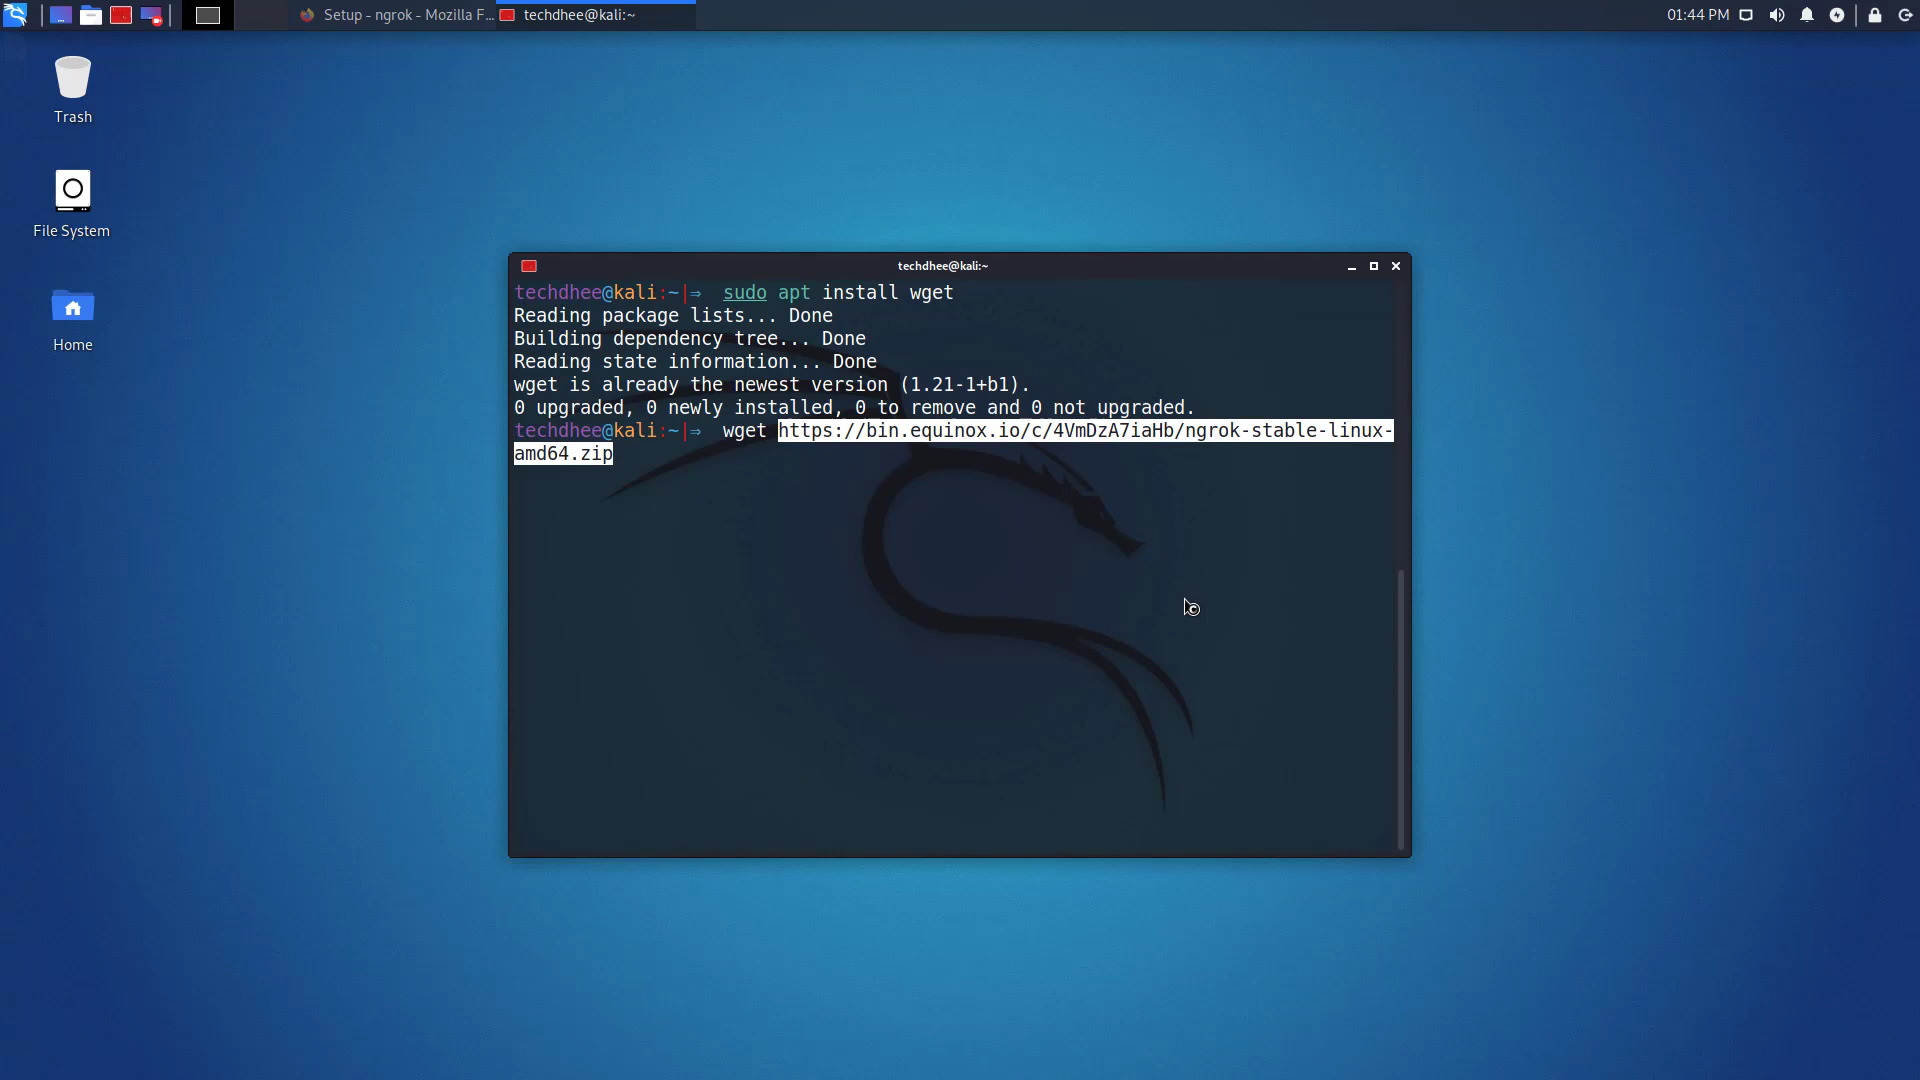 Setup - ngrok - Mozilla F...
techdhee@kali:~
01:44 PM
Trash
File System
Home
techdhee@kali:~
techdhee@kali:~|⇒  sudo apt install wget
Reading package lists... Done
Building dependency tree... Done
Reading state information... Done
wget is already the newest version (1.21-1+b1).
0 upgraded, 0 newly installed, 0 to remove and 0 not upgraded.
techdhee@kali:~|⇒  wget https://bin.equinox.io/c/4VmDzA7iaHb/ngrok-stable-linux-
amd64.zip